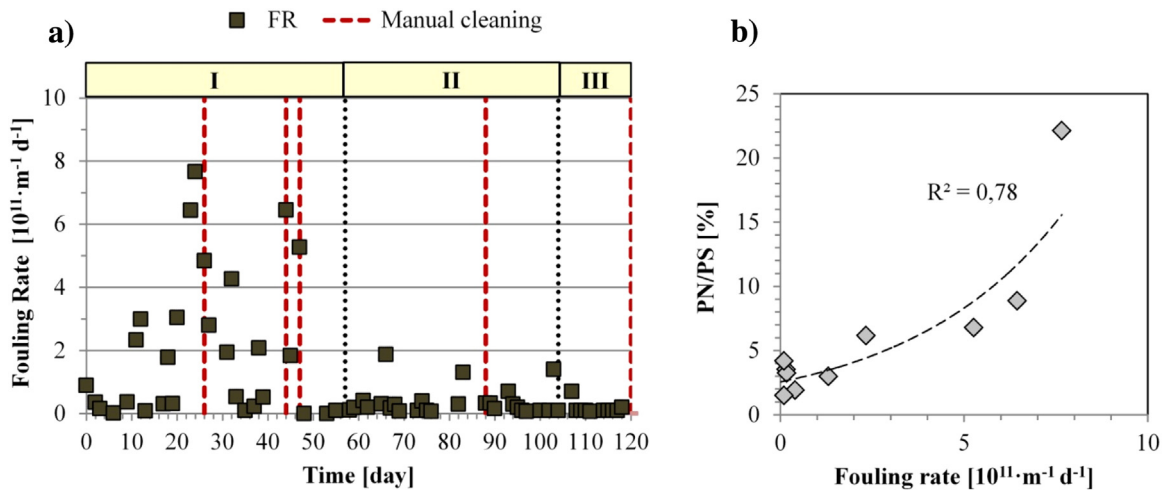 FR Manual cleaning
a)
I II III
Fouling Rate [10¹¹·m⁻¹ d⁻¹]
10
8
6
4
2
0
0 10 20 30 40 50 60 70 80 90 100 110 120
Time [day]
b)
PN/PS [%]
25
20
15
10
5
0
R² = 0,78
0 5 10
Fouling rate [10¹¹·m⁻¹ d⁻¹]